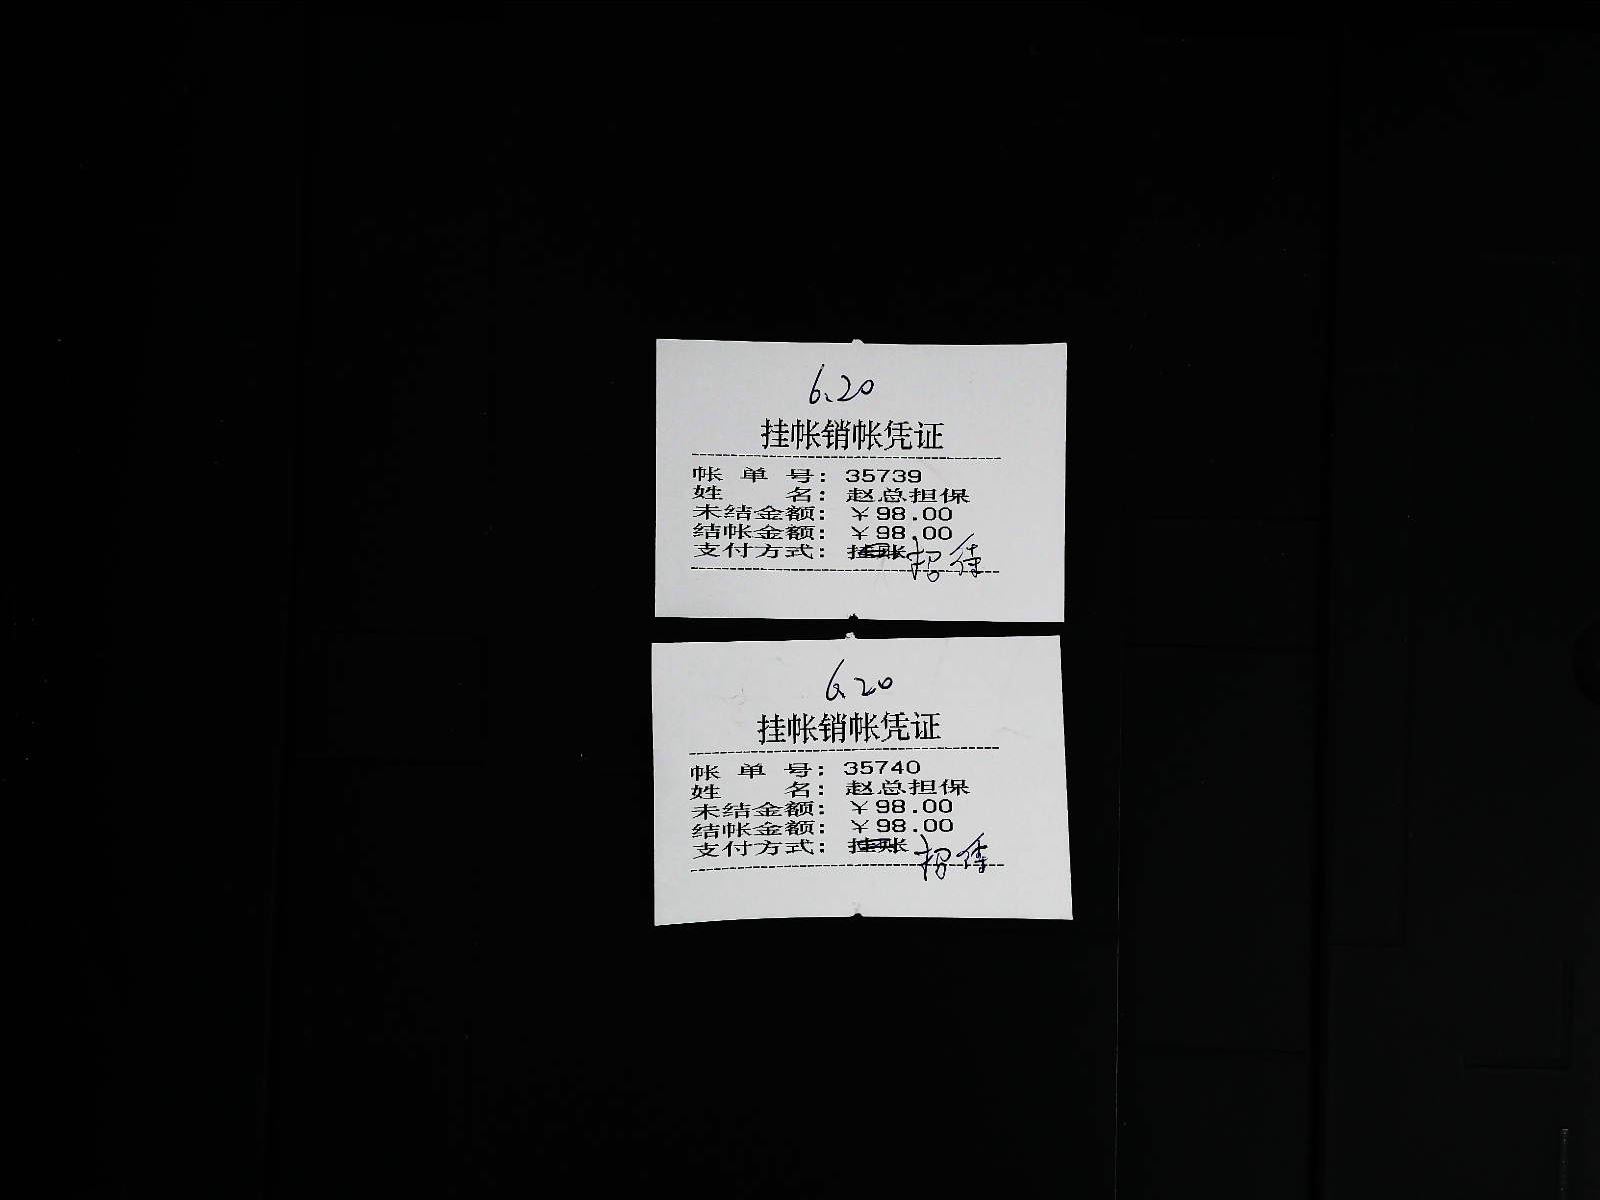 6.20
挂帐销帐凭证
帐 单 号: 35739
姓 名: 赵总担保
未结金额: ￥98.00
结帐金额: ￥98.00
支付方式: 挂账 招待
6.20
挂帐销帐凭证
帐 单 号: 35740
姓 名: 赵总担保
未结金额: ￥98.00
结帐金额: ￥98.00
支付方式: 挂账 招待